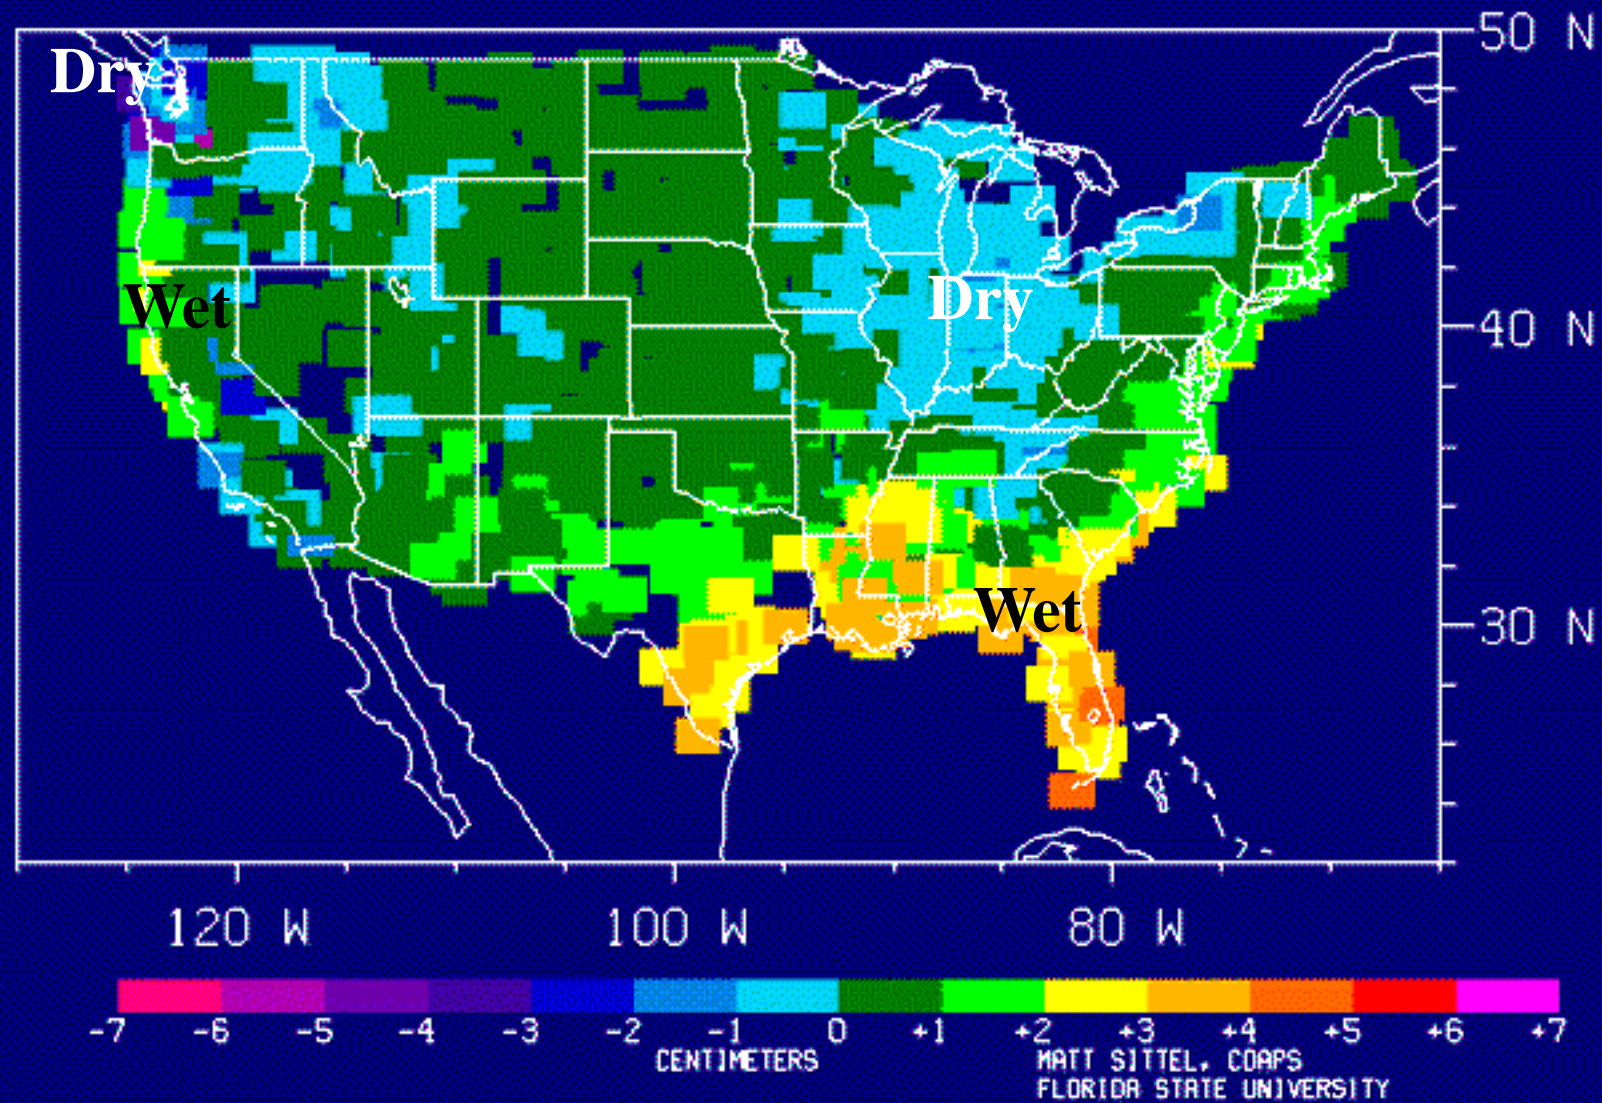 50 N
Dry
Wet
Dry
40 N
Wet
30 N
120 W 100 W 80 W
-7 -6 -5 -4 -3 -2 -1 0 +1 +2 +3 +4 +5 +6 +7
CENTIMETERS
MATT SITTEL, COAPS
FLORIDA STATE UNIVERSITY